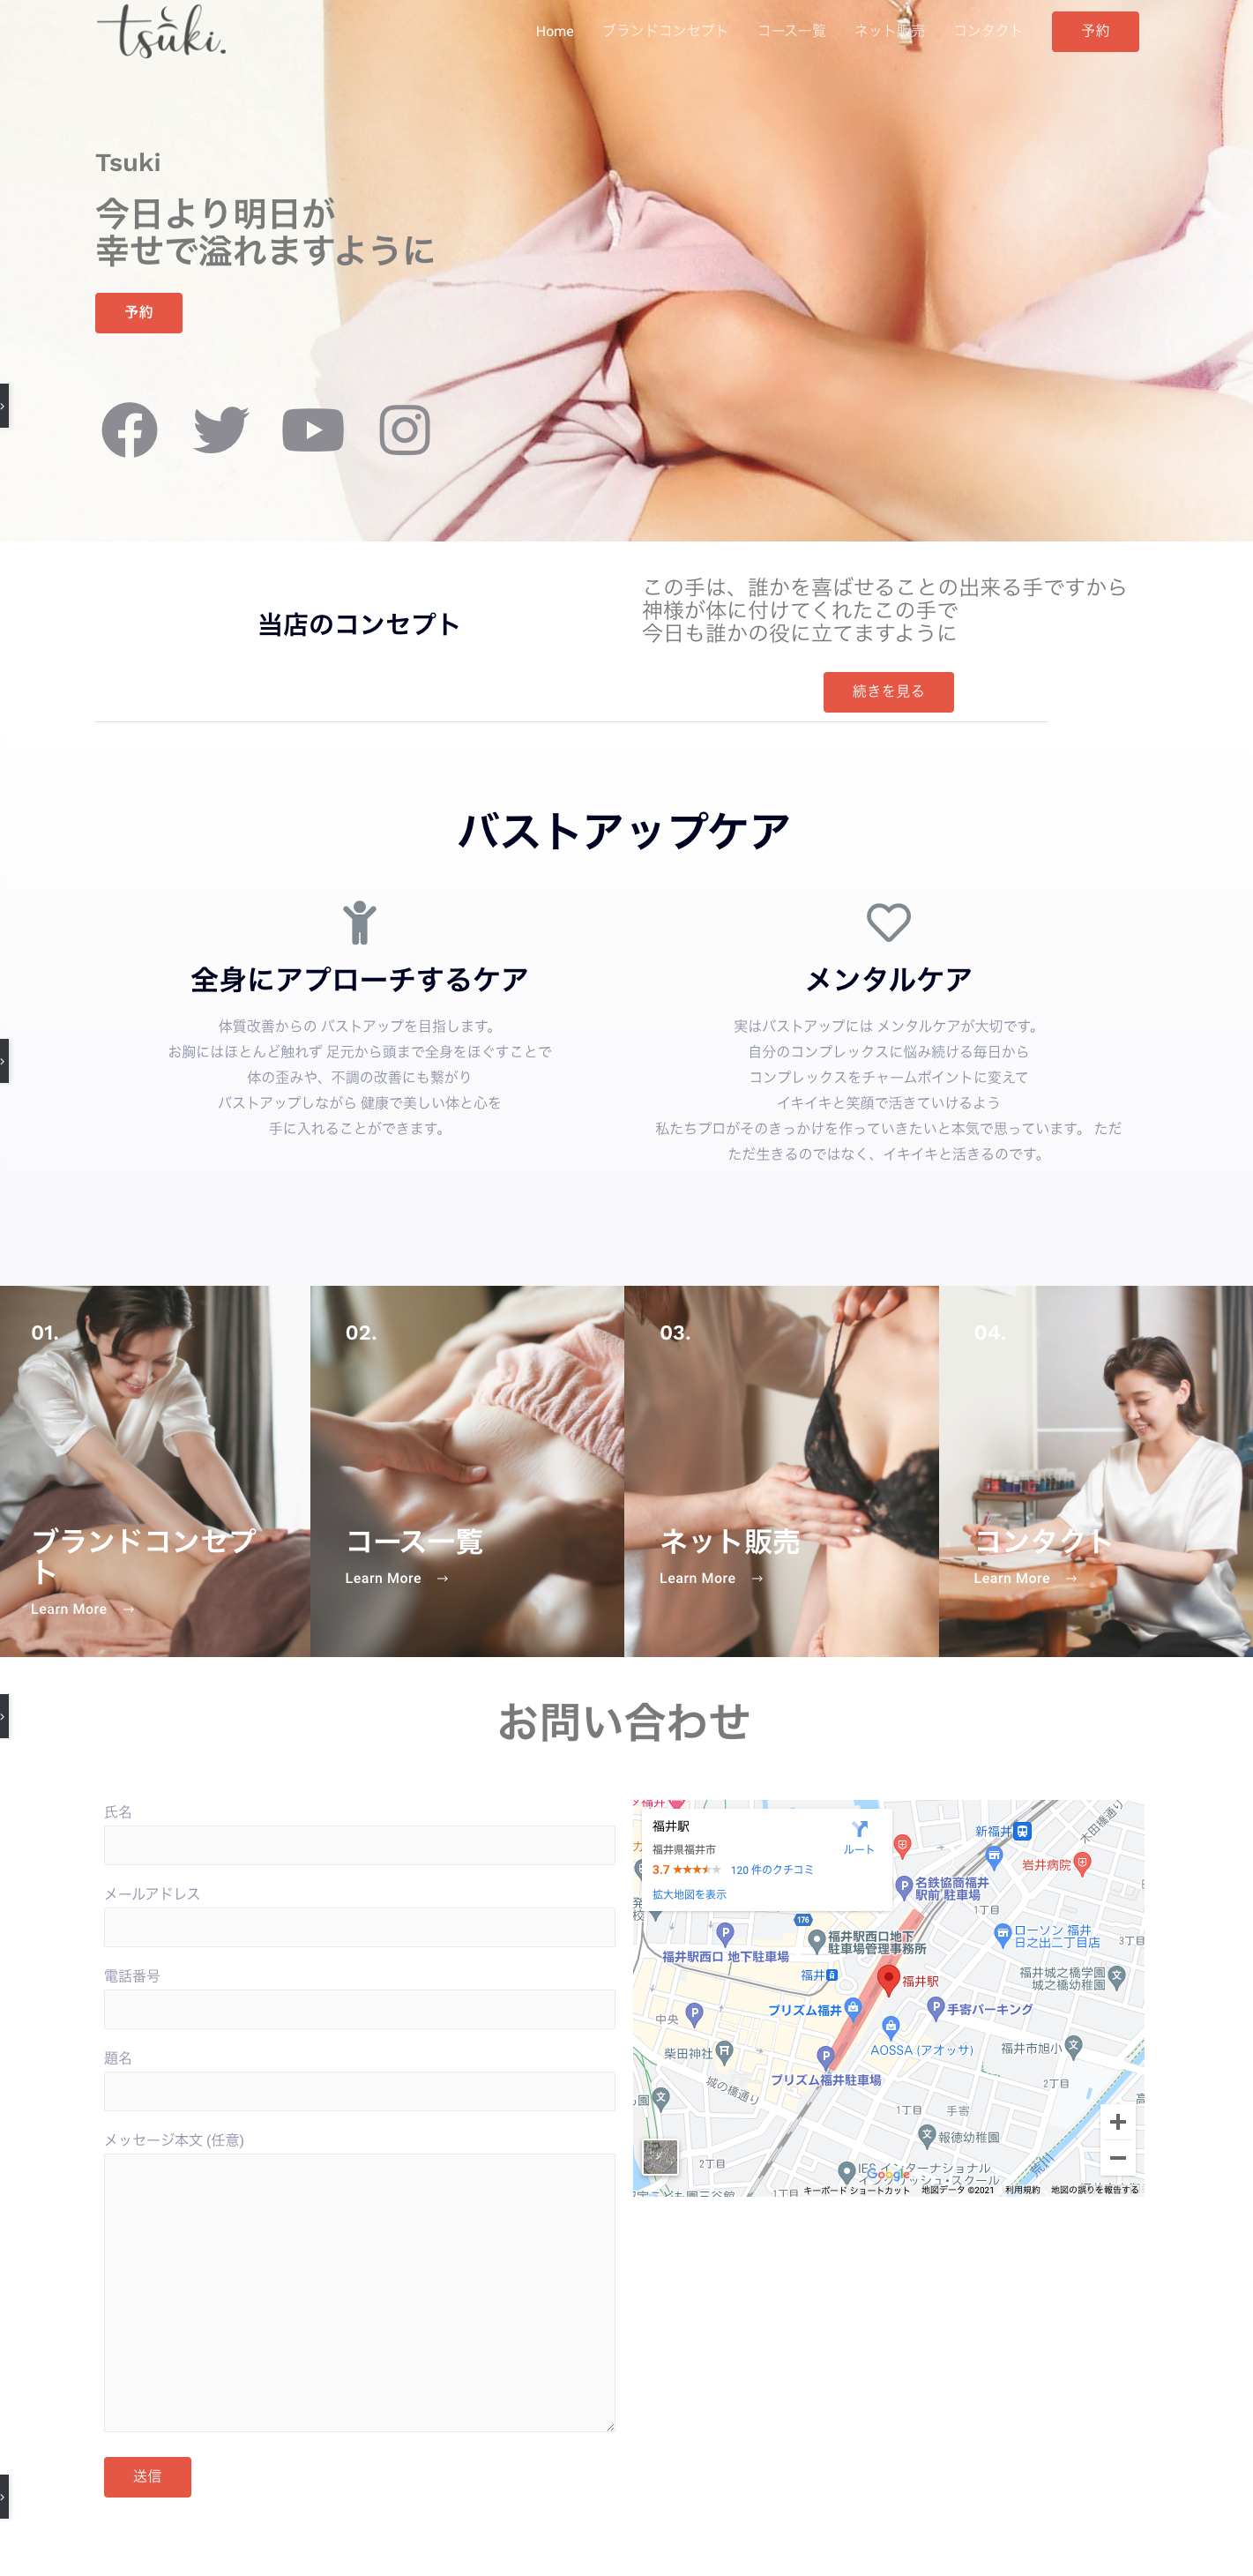 tsuki.
Home
ブランドコンセプト
コース一覧
ネット販売
コンタクト
予約
Tsuki
今日より明日が
幸せで溢れますように
予約
当店のコンセプト
この手は、誰かを喜ばせることの出来る手ですから
神様が体に付けてくれたこの手で
今日も誰かの役に立てますように
続きを見る
バストアップケア
全身にアプローチするケア
体質改善からの バストアップを目指します。
お胸にはほとんど触れず 足元から頭まで全身をほぐすことで
体の歪みや、不調の改善にも繋がり
バストアップしながら 健康で美しい体と心を
手に入れることができます。
メンタルケア
実はバストアップには メンタルケアが大切です。
自分のコンプレックスに悩み続ける毎日から
コンプレックスをチャームポイントに変えて
イキイキと笑顔で活きていけるよう
私たちプロがそのきっかけを作っていきたいと本気で思っています。 ただ
ただ生きるのではなく、イキイキと活きるのです。
01.
ブランドコンセプ
ト
Learn More →
02.
コース一覧
Learn More →
03.
ネット販売
Learn More →
04.
コンタクト
Learn More →
お問い合わせ
氏名
メールアドレス
電話番号
題名
メッセージ本文 (任意)
送信
福井駅
福井県福井市
ルート
3.7 ★★★★★ 120 件のクチコミ
拡大地図を表示
新福井
木田橋通り
岩井病院
名鉄協商福井
駅前 駐車場
1丁目
176
ローソン 福井
日之出二丁目店
3丁目
福井駅西口地下
駐車場管理事務所
福井駅西口 地下駐車場
福井
福井駅
福井城之橋学園
城之橋幼稚園
プリズム福井
手寄パーキング
中央
柴田神社
AOSSA (アオッサ)
福井市旭小
プリズム福井駐車場
城の橋通り
2丁目
1丁目
手寄
報徳幼稚園
荒川
2丁目
IES インターナショナル
イングリッシュ・スクール
Google
1丁目
キーボード ショートカット
地図データ ©2021
利用規約
地図の誤りを報告する